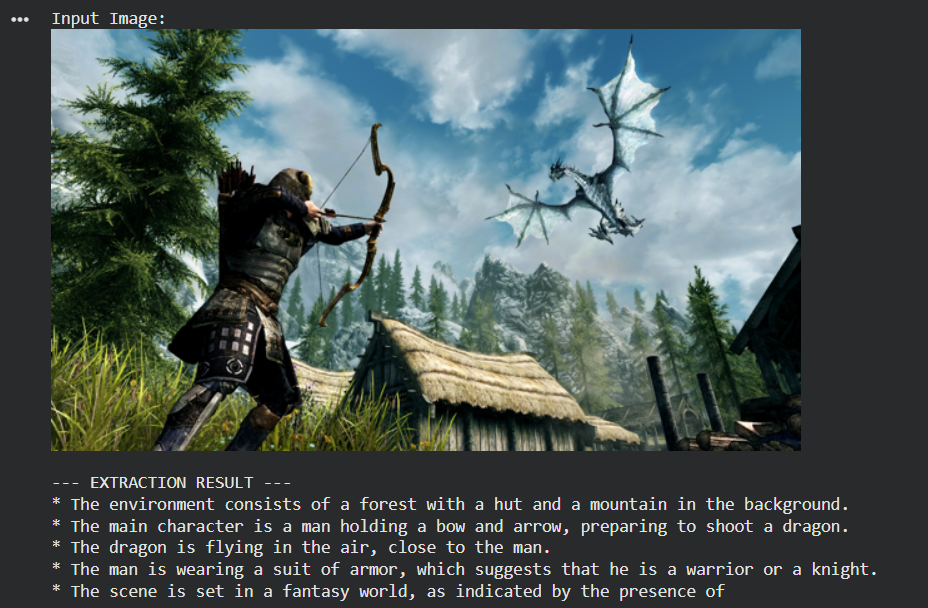 Input Image:
--- EXTRACTION RESULT ---
* The environment consists of a forest with a hut and a mountain in the background.
* The main character is a man holding a bow and arrow, preparing to shoot a dragon.
* The dragon is flying in the air, close to the man.
* The man is wearing a suit of armor, which suggests that he is a warrior or a knight.
* The scene is set in a fantasy world, as indicated by the presence of